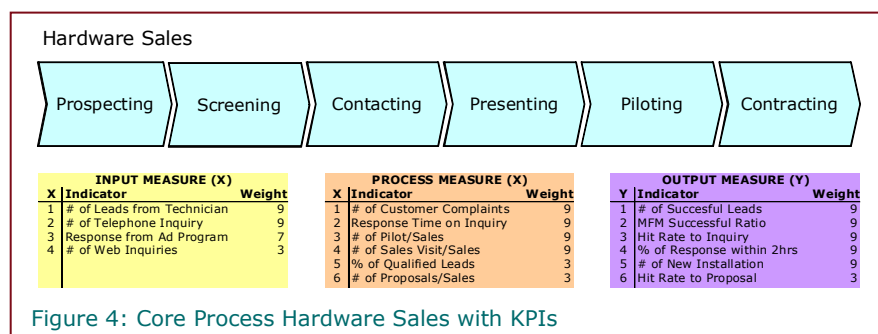 Hardware Sales
Prospecting Screening Contacting Presenting Piloting Contracting
INPUT MEASURE (X)
X Indicator Weight
1 # of Leads from Technician 9
2 # of Telephone Inquiry 9
3 Response from Ad Program 7
4 # of Web Inquiries 3
PROCESS MEASURE (X)
X Indicator Weight
1 # of Customer Complaints 9
2 Response Time on Inquiry 9
3 # of Pilot/Sales 9
4 # of Sales Visit/Sales 9
5 % of Qualified Leads 3
6 # of Proposals/Sales 3
OUTPUT MEASURE (Y)
Y Indicator Weight
1 # of Succesful Leads 9
2 MFM Successful Ratio 9
3 Hit Rate to Inquiry 9
4 % of Response within 2hrs 9
5 # of New Installation 9
6 Hit Rate to Proposal 3
Figure 4: Core Process Hardware Sales with KPIs